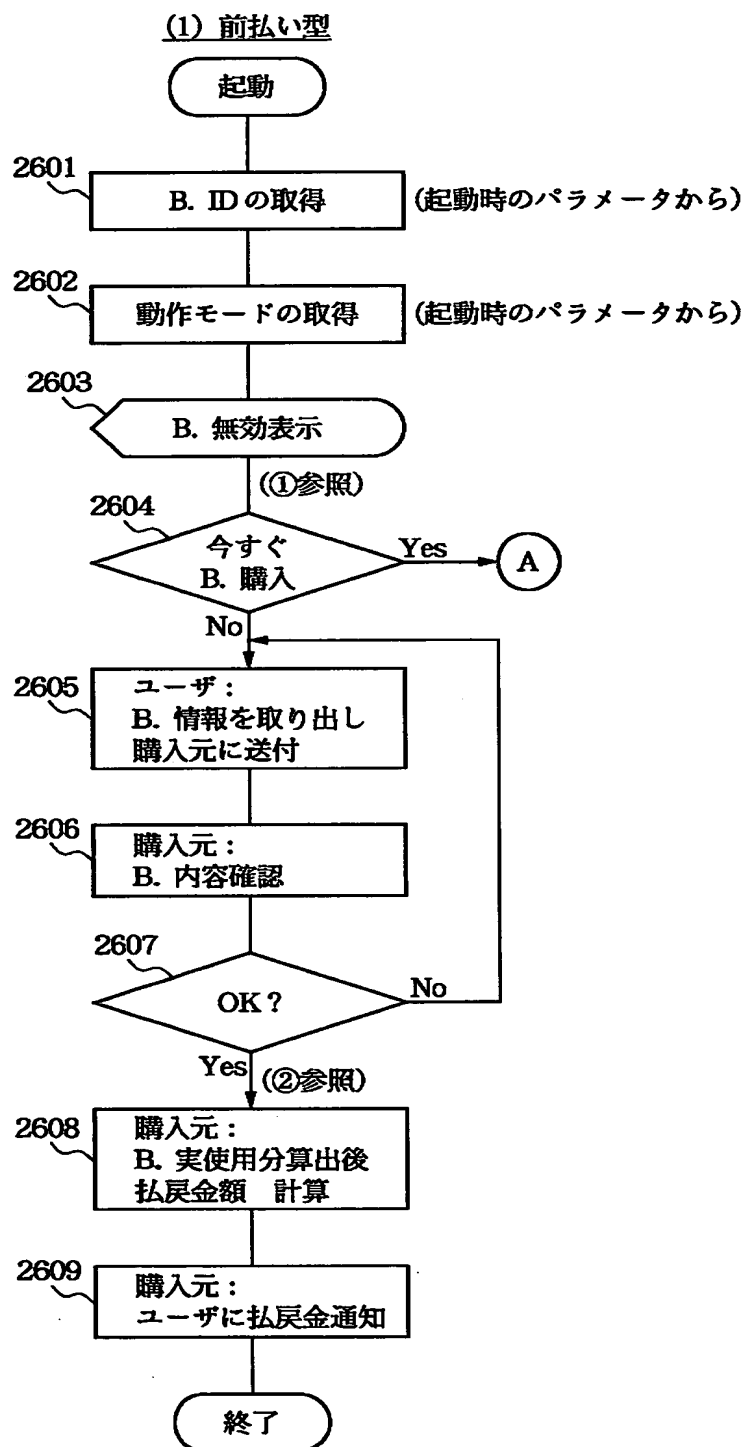 (1) 前払い型
起動
2601
B. IDの取得
(起動時のパラメータから)
2602
動作モードの取得
(起動時のパラメータから)
2603
B. 無効表示
(①参照)
2604
今すぐ
B. 購入
Yes
A
No
2605
ユーザ：
B. 情報を取り出し
購入元に送付
2606
購入元：
B. 内容確認
2607
OK？
No
Yes
(②参照)
2608
購入元：
B. 実使用分算出後
払戻金額　計算
2609
購入元：
ユーザに払戻金通知
終了